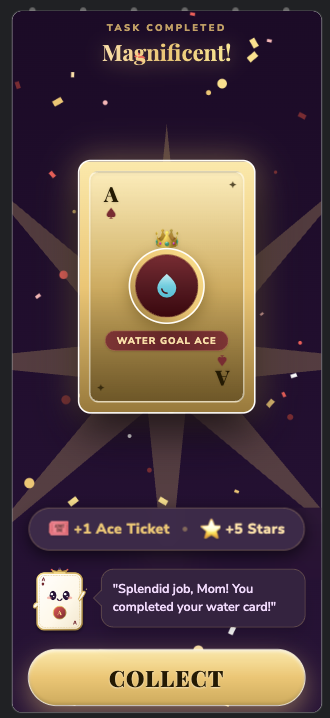 TASK COMPLETED
Magnificent!
A
WATER GOAL ACE
A
+1 Ace Ticket • +5 Stars
"Splendid job, Mom! You
completed your water card!"
A
A
A
COLLECT